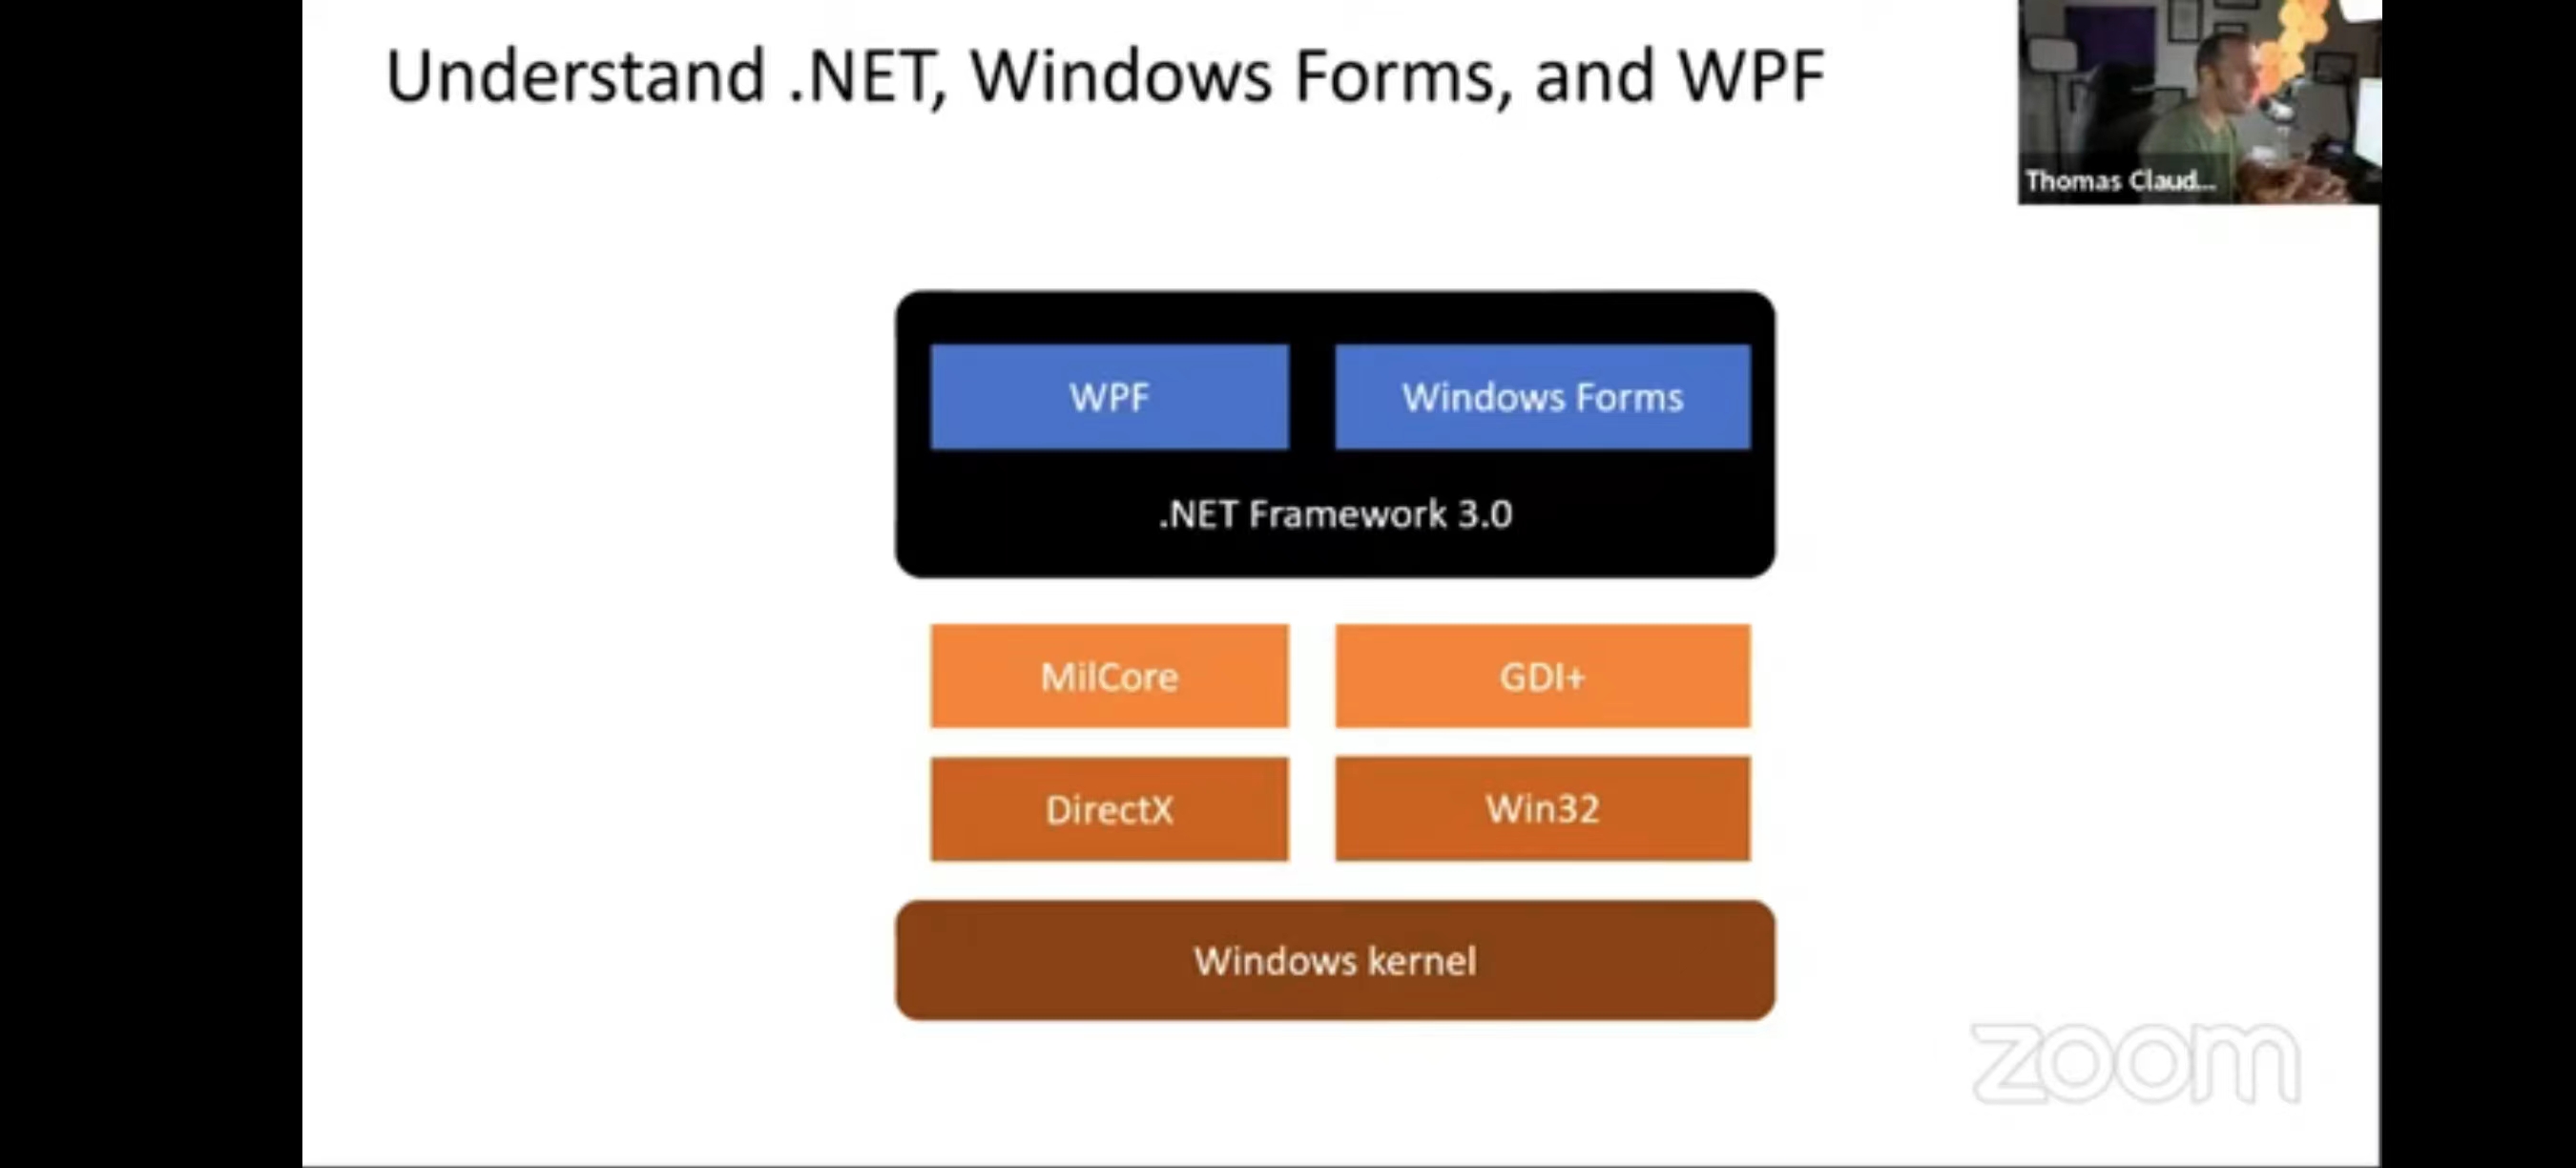 Understand .NET, Windows Forms, and WPF
Thomas Claud...
WPF
Windows Forms
.NET Framework 3.0
MilCore
GDI+
DirectX
Win32
Windows kernel
zoom